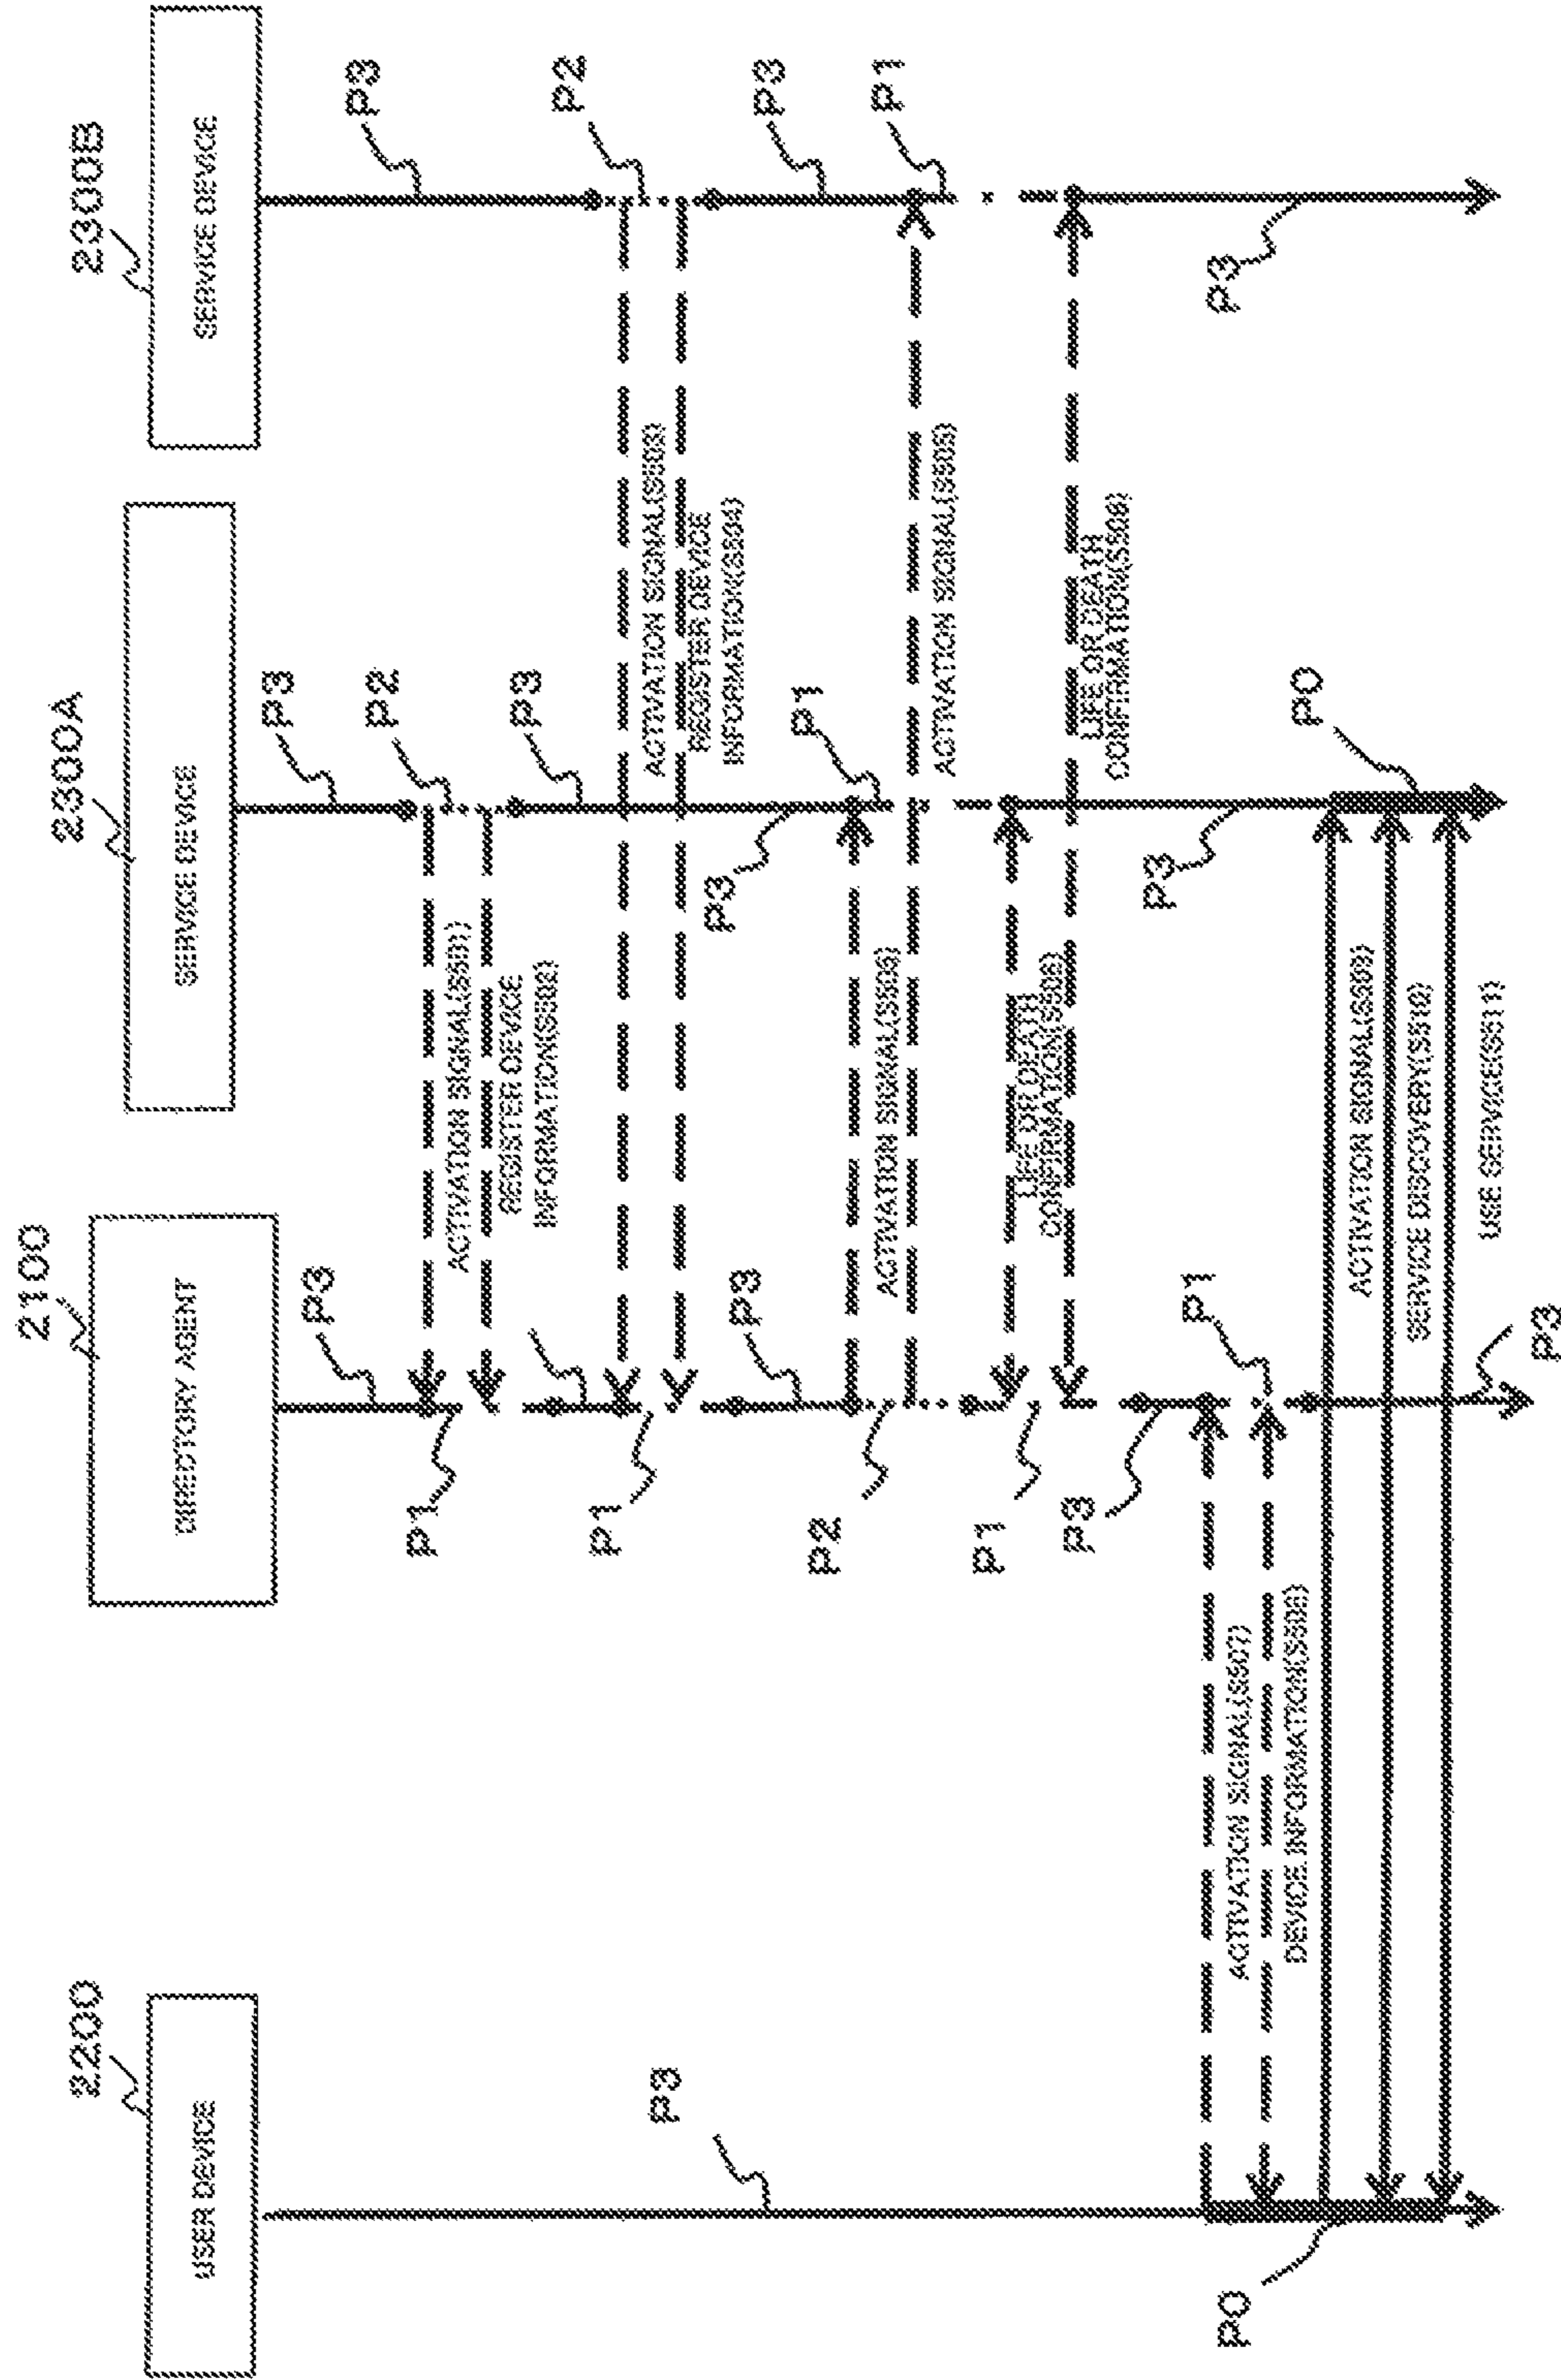 2200
USER DEVICE
2100
DIRECTORY AGENT
2300A
SERVICE DEVICE
2300B
SERVICE DEVICE
P3
P3
P3
P3
P2
P1
ACTIVATION SIGNAL(S501)
REGISTER DEVICE
INFORMATION(S502)
P3
P2
P1
ACTIVATION SIGNAL(S503)
REGISTER DEVICE
INFORMATION(S504)
P3
P3
P3
P1
P2
ACTIVATION SIGNAL(S505)
P1
ACTIVATION SIGNAL(S505)
P1
LIFE OR DEATH
CONFIRMATION(S506)
LIFE OR DEATH
CONFIRMATION(S506)
P3
P3
P3
P1
P0
ACTIVATION SIGNAL(S507)
DEVICE INFORMATION(S508)
P0
ACTIVATION SIGNAL(S509)
SERVICE DISCOVERY(S510)
USE SERVICE(S511)
P3